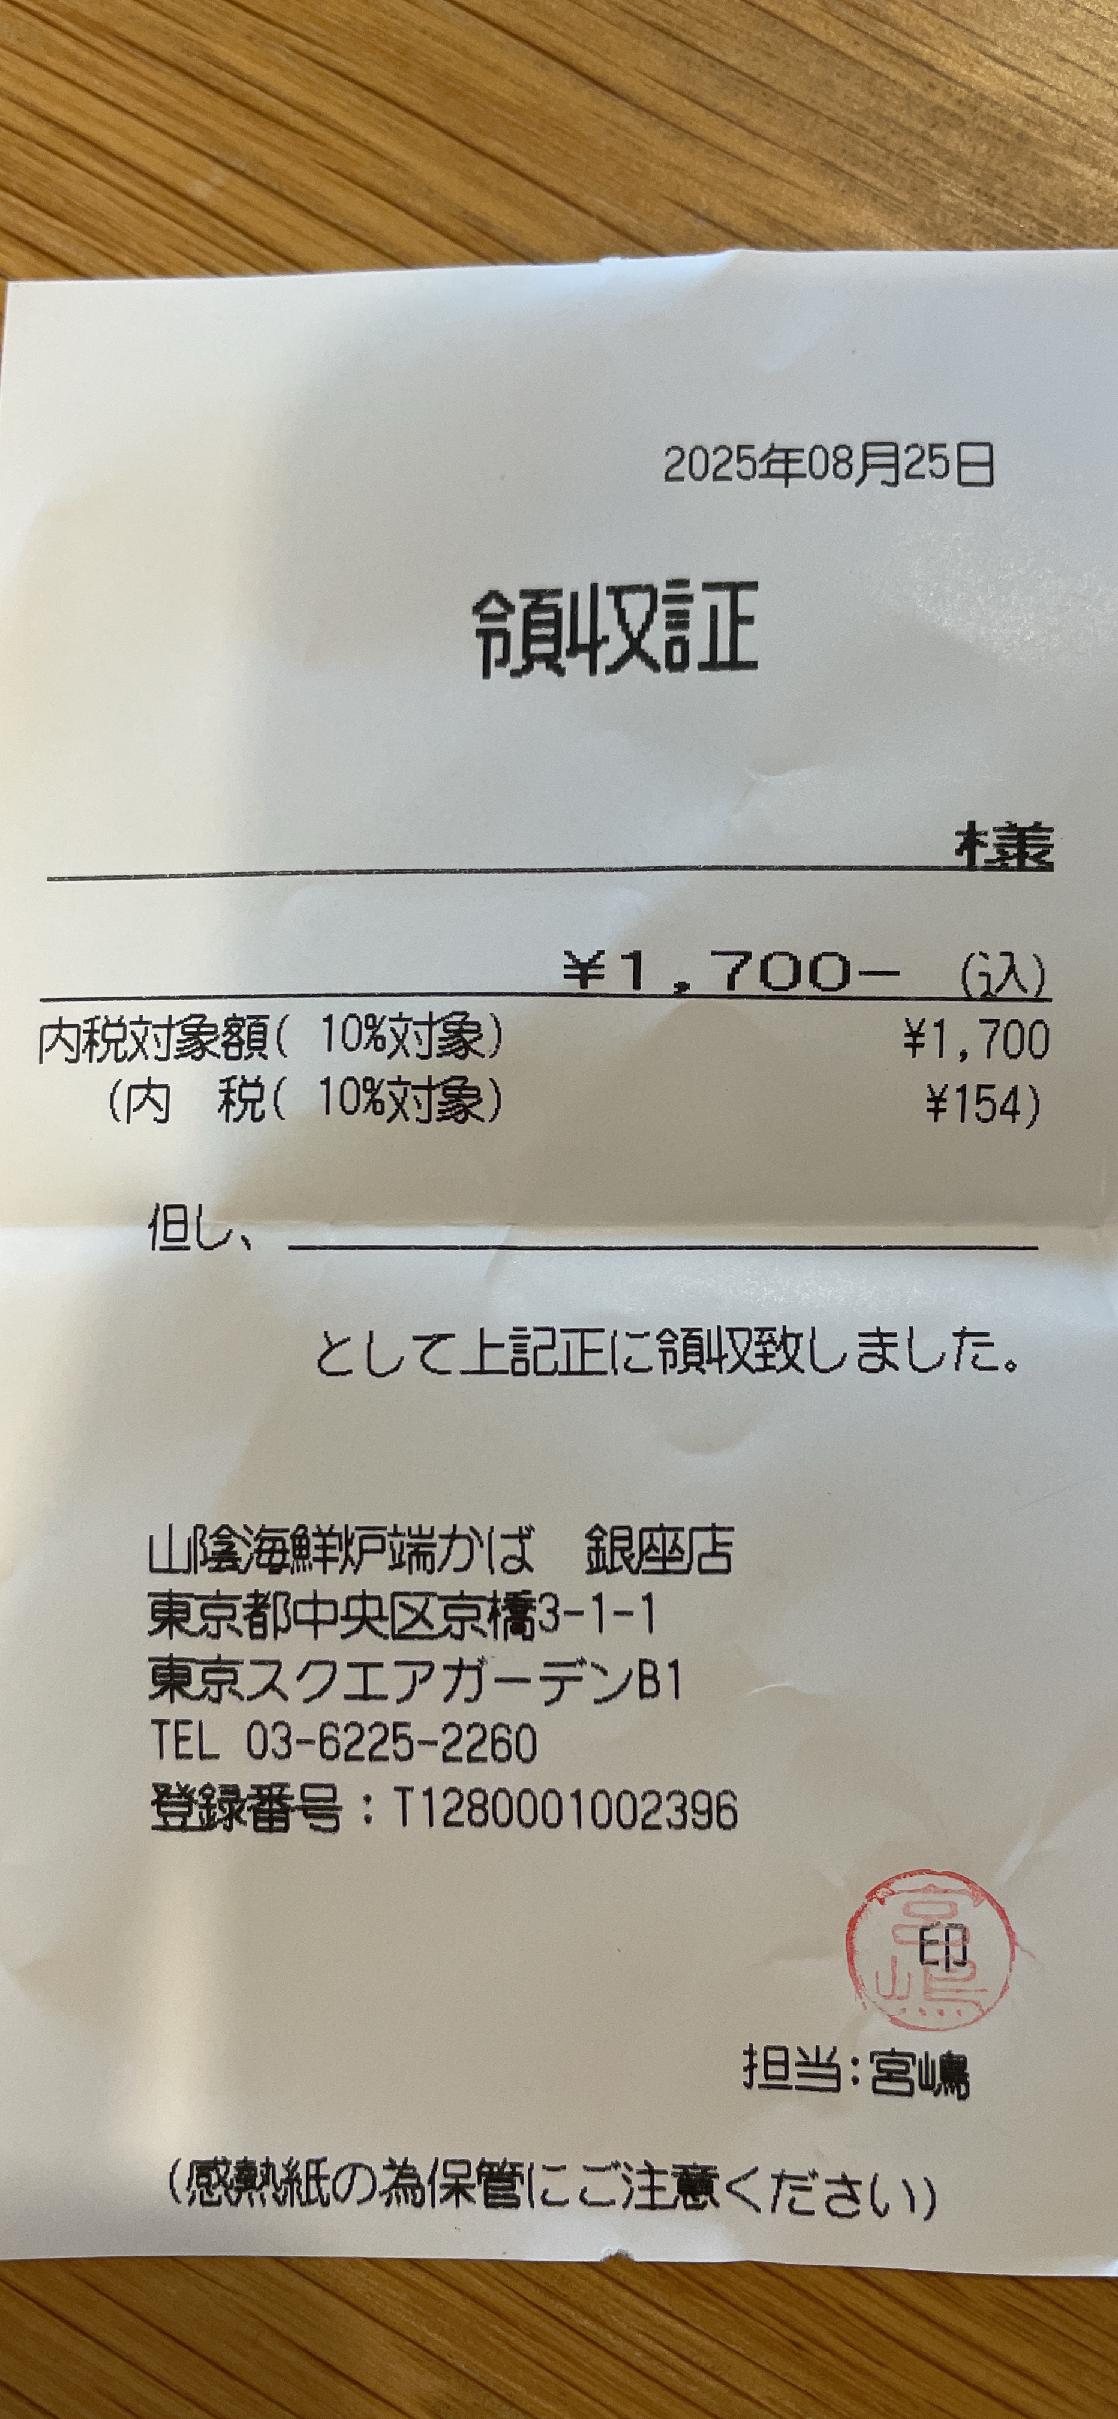 2025年08月25日
領収証
様
¥1,700− (込)
内税対象額( 10%対象) ¥1,700
(内 税( 10%対象) ¥154)
但し、
として上記正に領収致しました。
山陰海鮮炉端かば 銀座店
東京都中央区京橋3-1-1
東京スクエアガーデンB1
TEL 03-6225-2260
登録番号：T1280001002396
宮嶋
印
担当:宮嶋
(感熱紙の為保管にご注意ください)